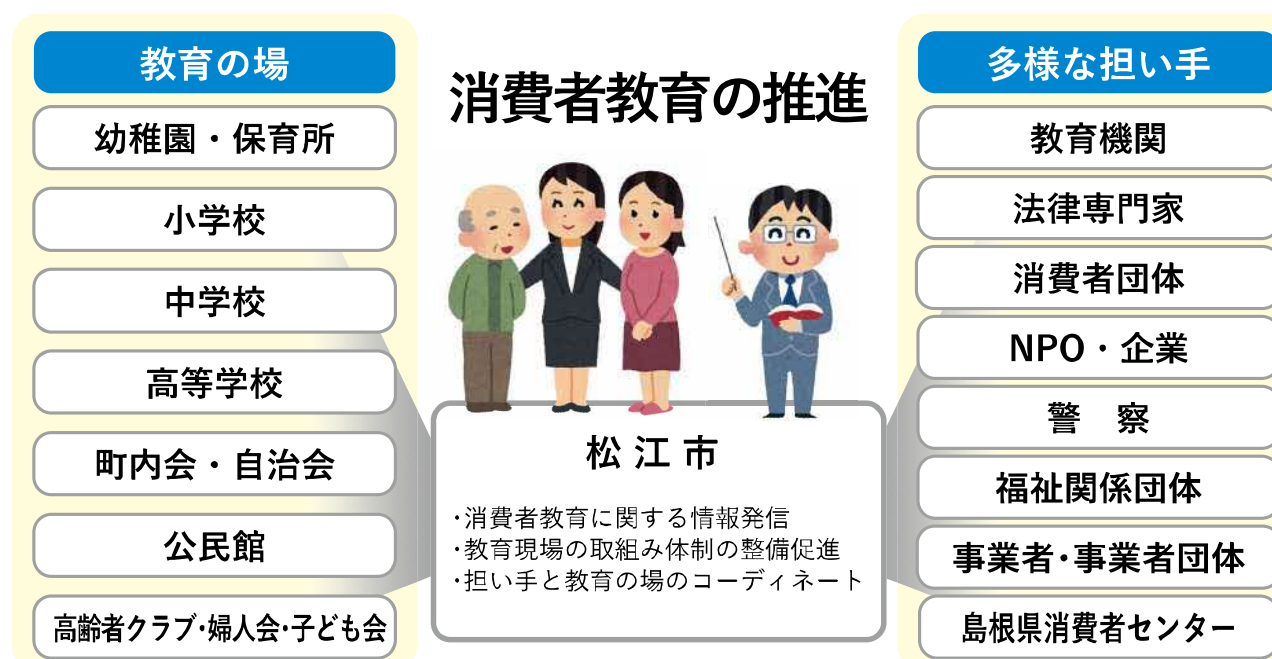 教育の場
幼稚園・保育所
小学校
中学校
高等学校
町内会・自治会
公民館
高齢者クラブ・婦人会・子ども会
消費者教育の推進
松江市
・消費者教育に関する情報発信
・教育現場の取組み体制の整備促進
・担い手と教育の場のコーディネート
多様な担い手
教育機関
法律専門家
消費者団体
NPO・企業
警　察
福祉関係団体
事業者・事業者団体
島根県消費者センター